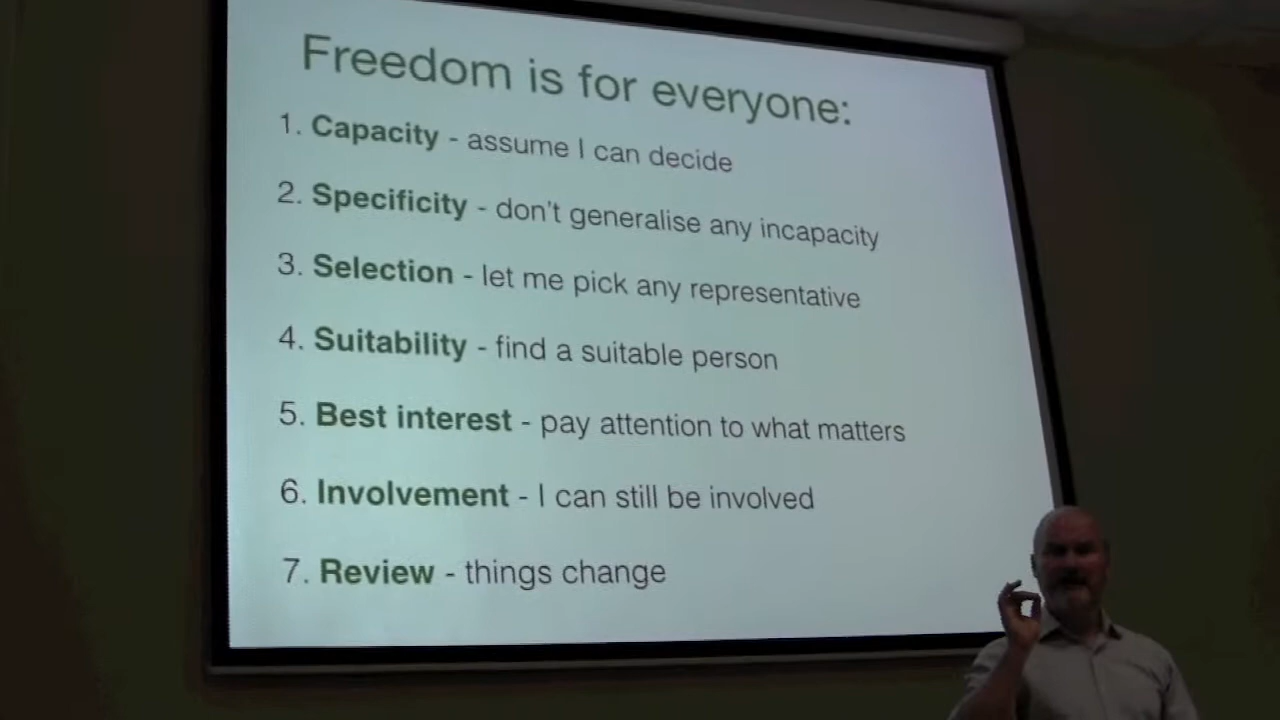 Freedom is for everyone:
1. Capacity - assume I can decide
2. Specificity - don't generalise any incapacity
3. Selection - let me pick any representative
4. Suitability - find a suitable person
5. Best interest - pay attention to what matters
6. Involvement - I can still be involved
7. Review - things change